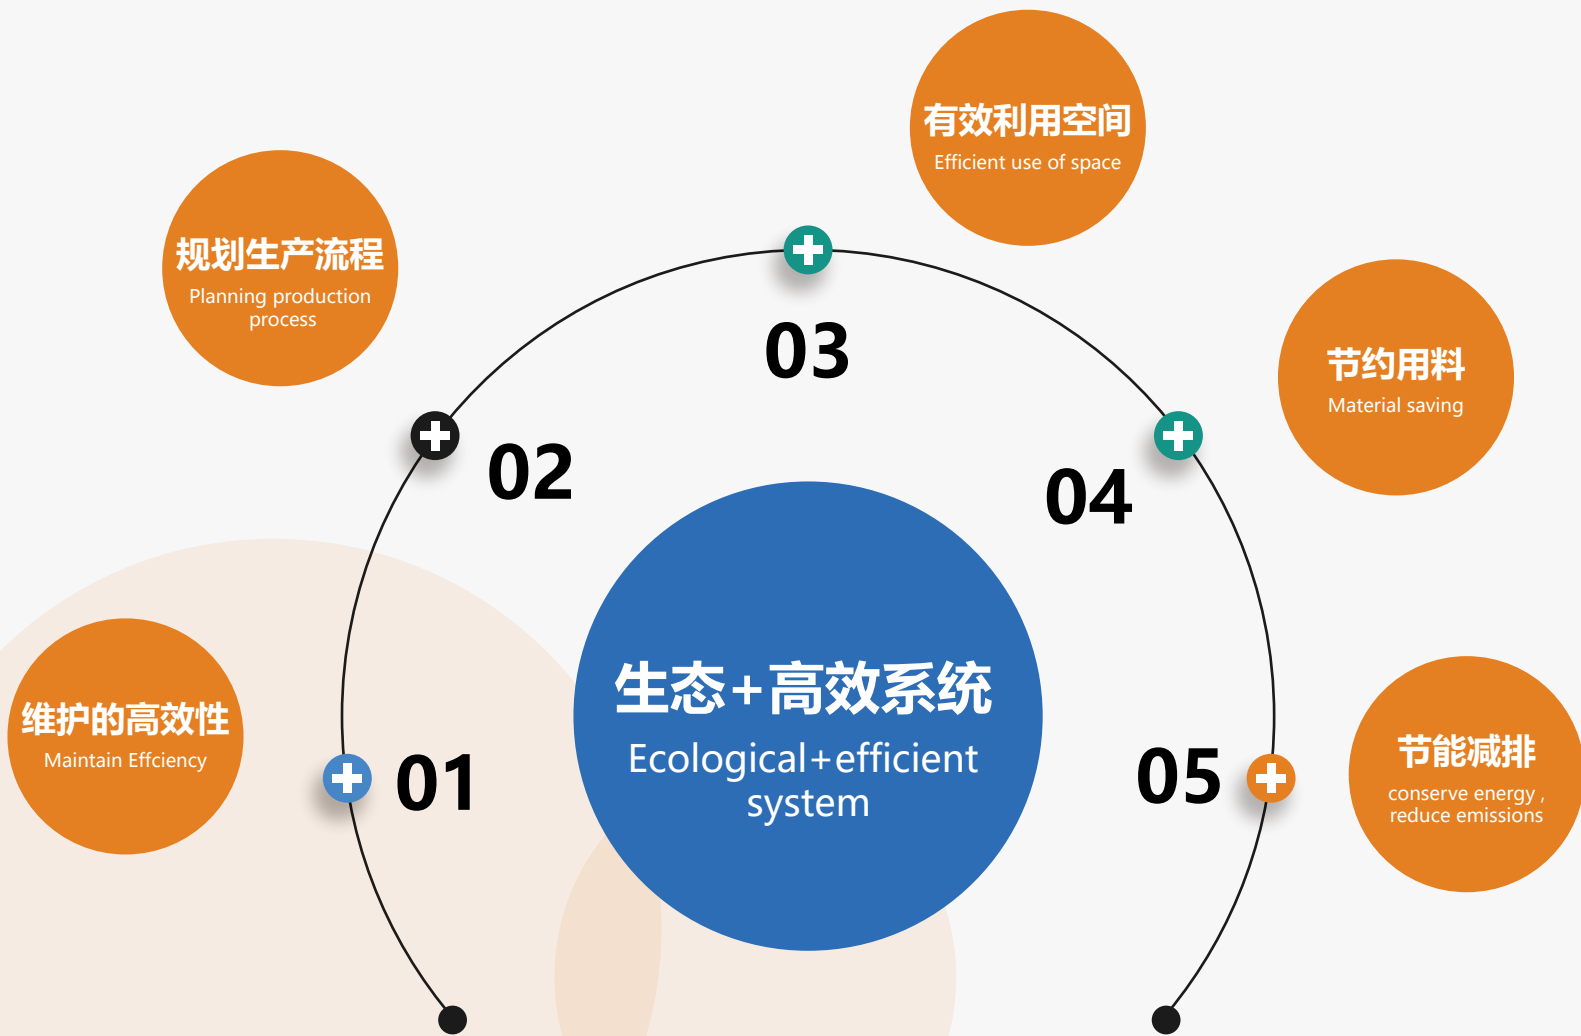 有效利用空间
Efficient use of space
规划生产流程
Planning production
process
03
节约用料
Material saving
02
04
生态+高效系统
Ecological+efficient
system
维护的高效性
Maintain Effciency
01
05
节能减排
conserve energy ,
reduce emissions